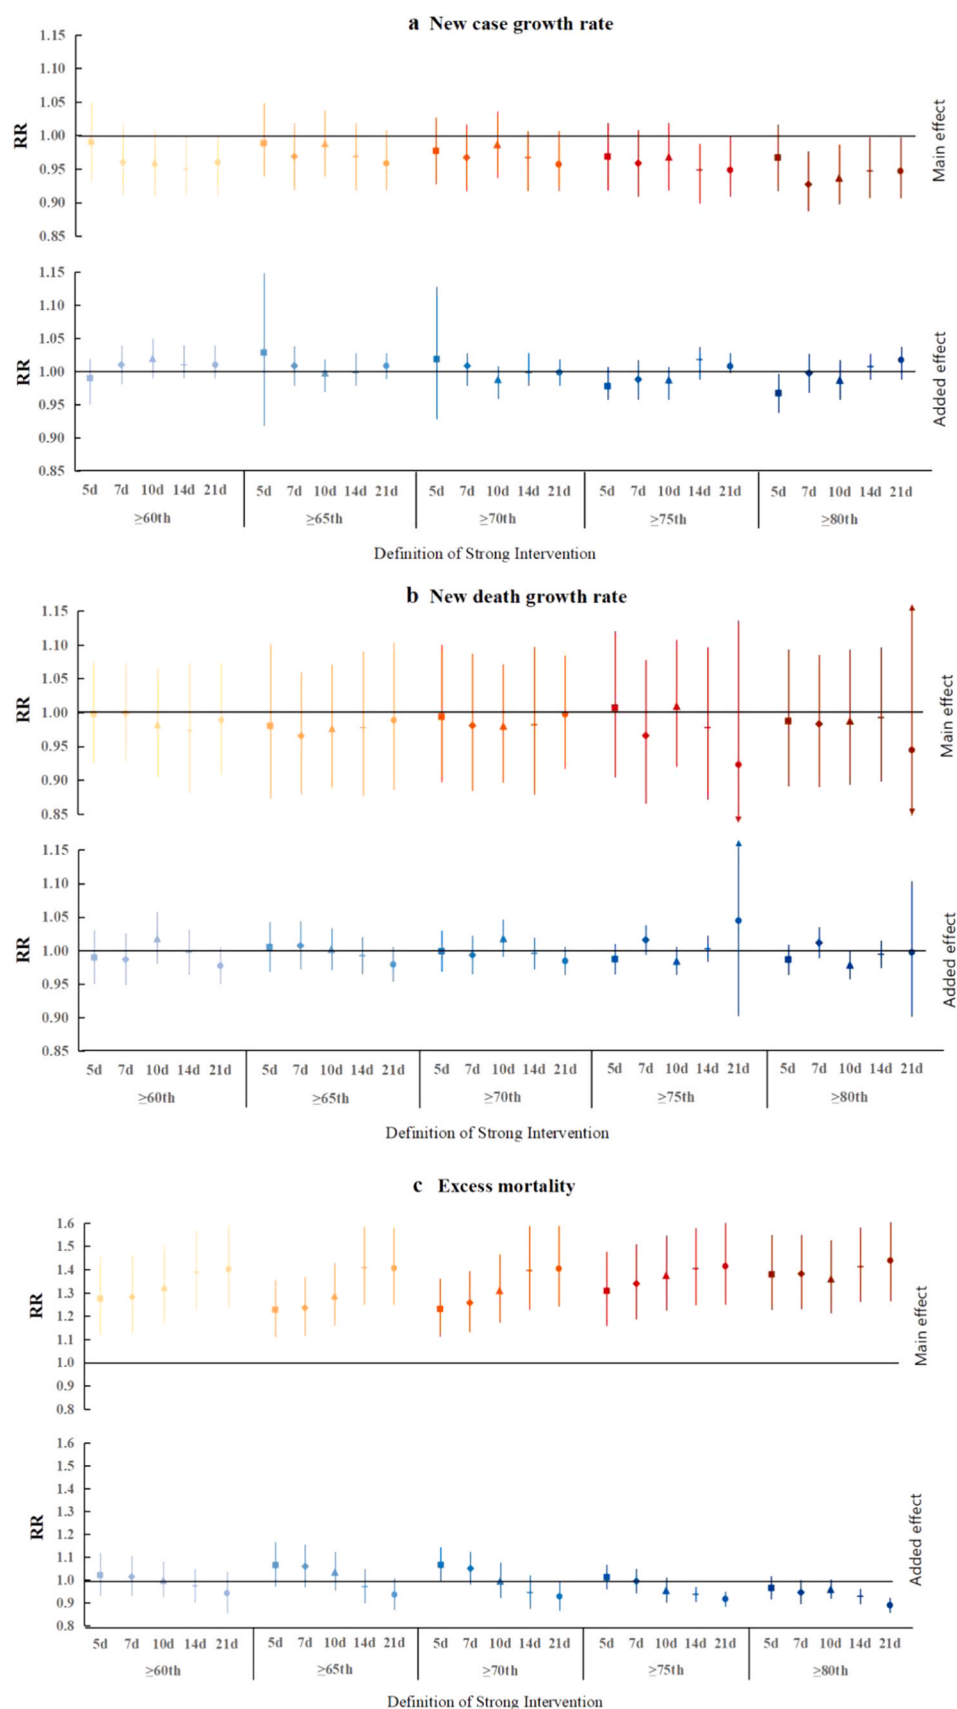 a New case growth rate
1.15
1.10
1.05
1.00
0.95
0.90
0.85
RR
Main effect
1.15
1.10
1.05
1.00
0.95
0.90
0.85
RR
Added effect
5d 7d 10d 14d 21d 5d 7d 10d 14d 21d 5d 7d 10d 14d 21d 5d 7d 10d 14d 21d 5d 7d 10d 14d 21d
≥60th ≥65th ≥70th ≥75th ≥80th
Definition of Strong Intervention
b New death growth rate
1.15
1.10
1.05
1.00
0.95
0.90
0.85
RR
Main effect
1.15
1.10
1.05
1.00
0.95
0.90
0.85
RR
Added effect
5d 7d 10d 14d 21d 5d 7d 10d 14d 21d 5d 7d 10d 14d 21d 5d 7d 10d 14d 21d 5d 7d 10d 14d 21d
≥60th ≥65th ≥70th ≥75th ≥80th
Definition of Strong Intervention
c Excess mortality
1.6
1.5
1.4
1.3
1.2
1.1
1.0
0.9
0.8
RR
Main effect
1.6
1.5
1.4
1.3
1.2
1.1
1.0
0.9
0.8
RR
Added effect
5d 7d 10d 14d 21d 5d 7d 10d 14d 21d 5d 7d 10d 14d 21d 5d 7d 10d 14d 21d 5d 7d 10d 14d 21d
≥60th ≥65th ≥70th ≥75th ≥80th
Definition of Strong Intervention